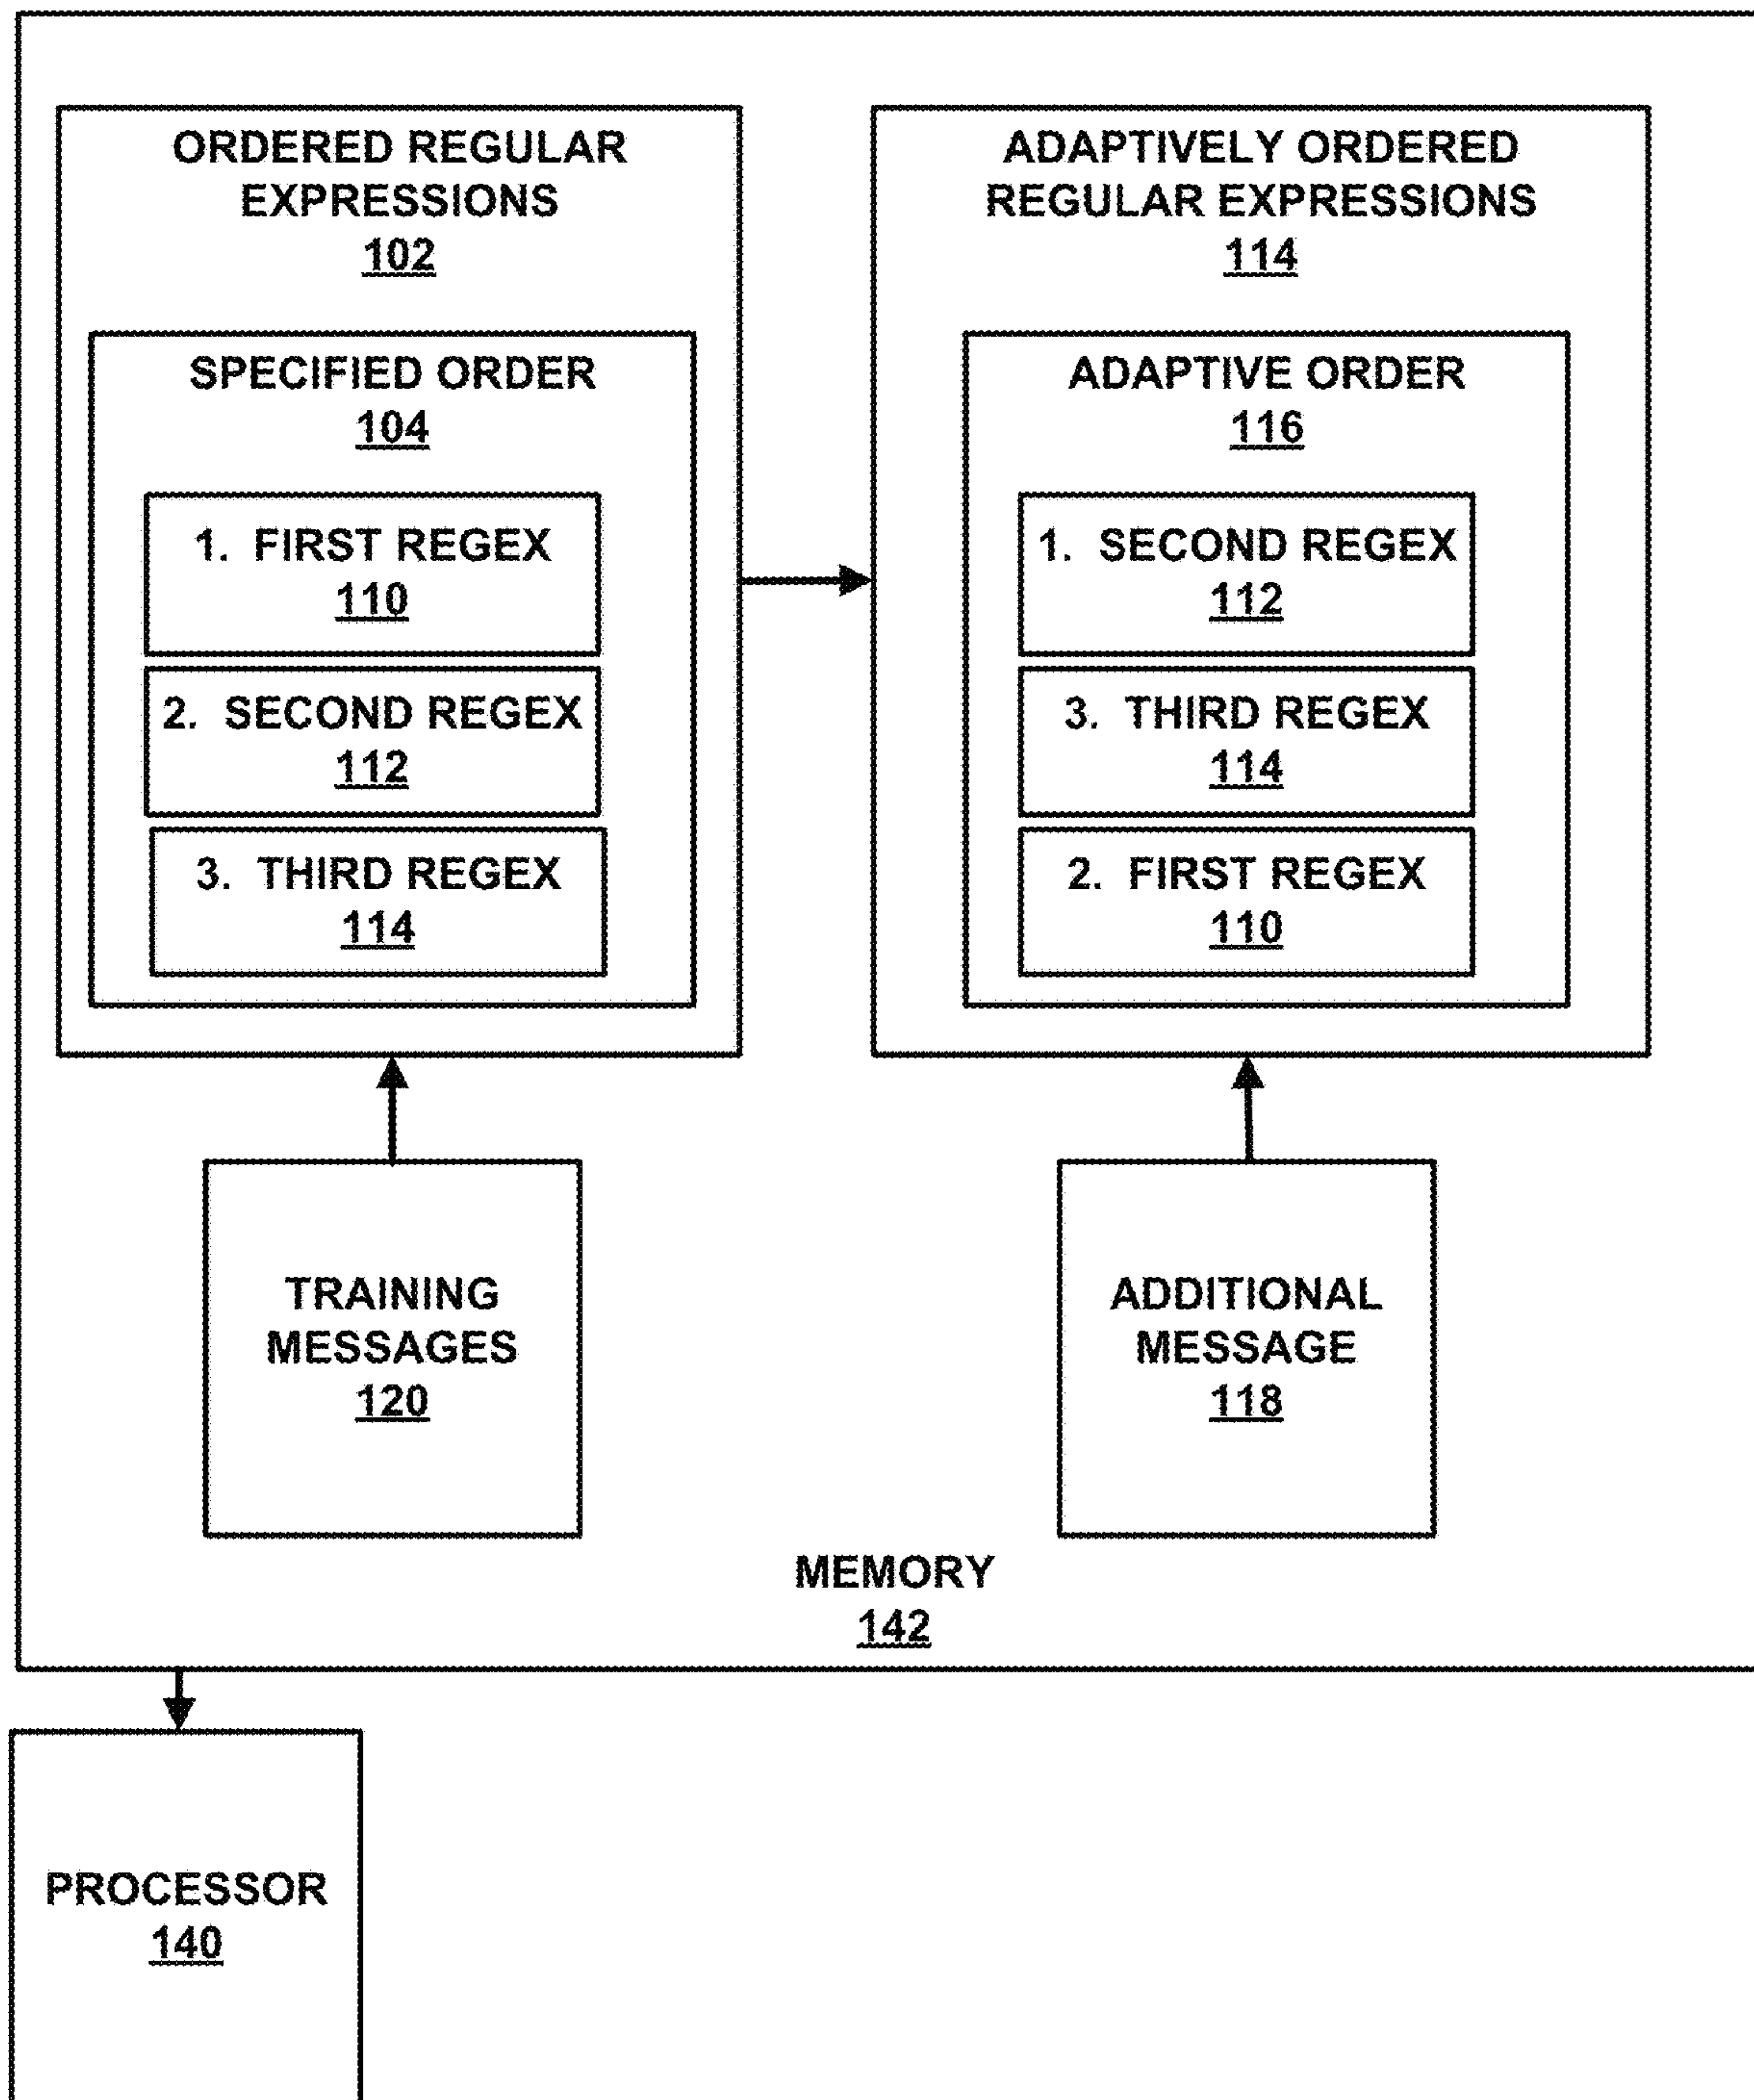 ORDERED REGULAR
EXPRESSIONS
102
SPECIFIED ORDER
104
1. FIRST REGEX
110
2. SECOND REGEX
112
3. THIRD REGEX
114
ADAPTIVELY ORDERED
REGULAR EXPRESSIONS
114
ADAPTIVE ORDER
116
1. SECOND REGEX
112
3. THIRD REGEX
114
2. FIRST REGEX
110
TRAINING
MESSAGES
120
ADDITIONAL
MESSAGE
118
MEMORY
142
PROCESSOR
140